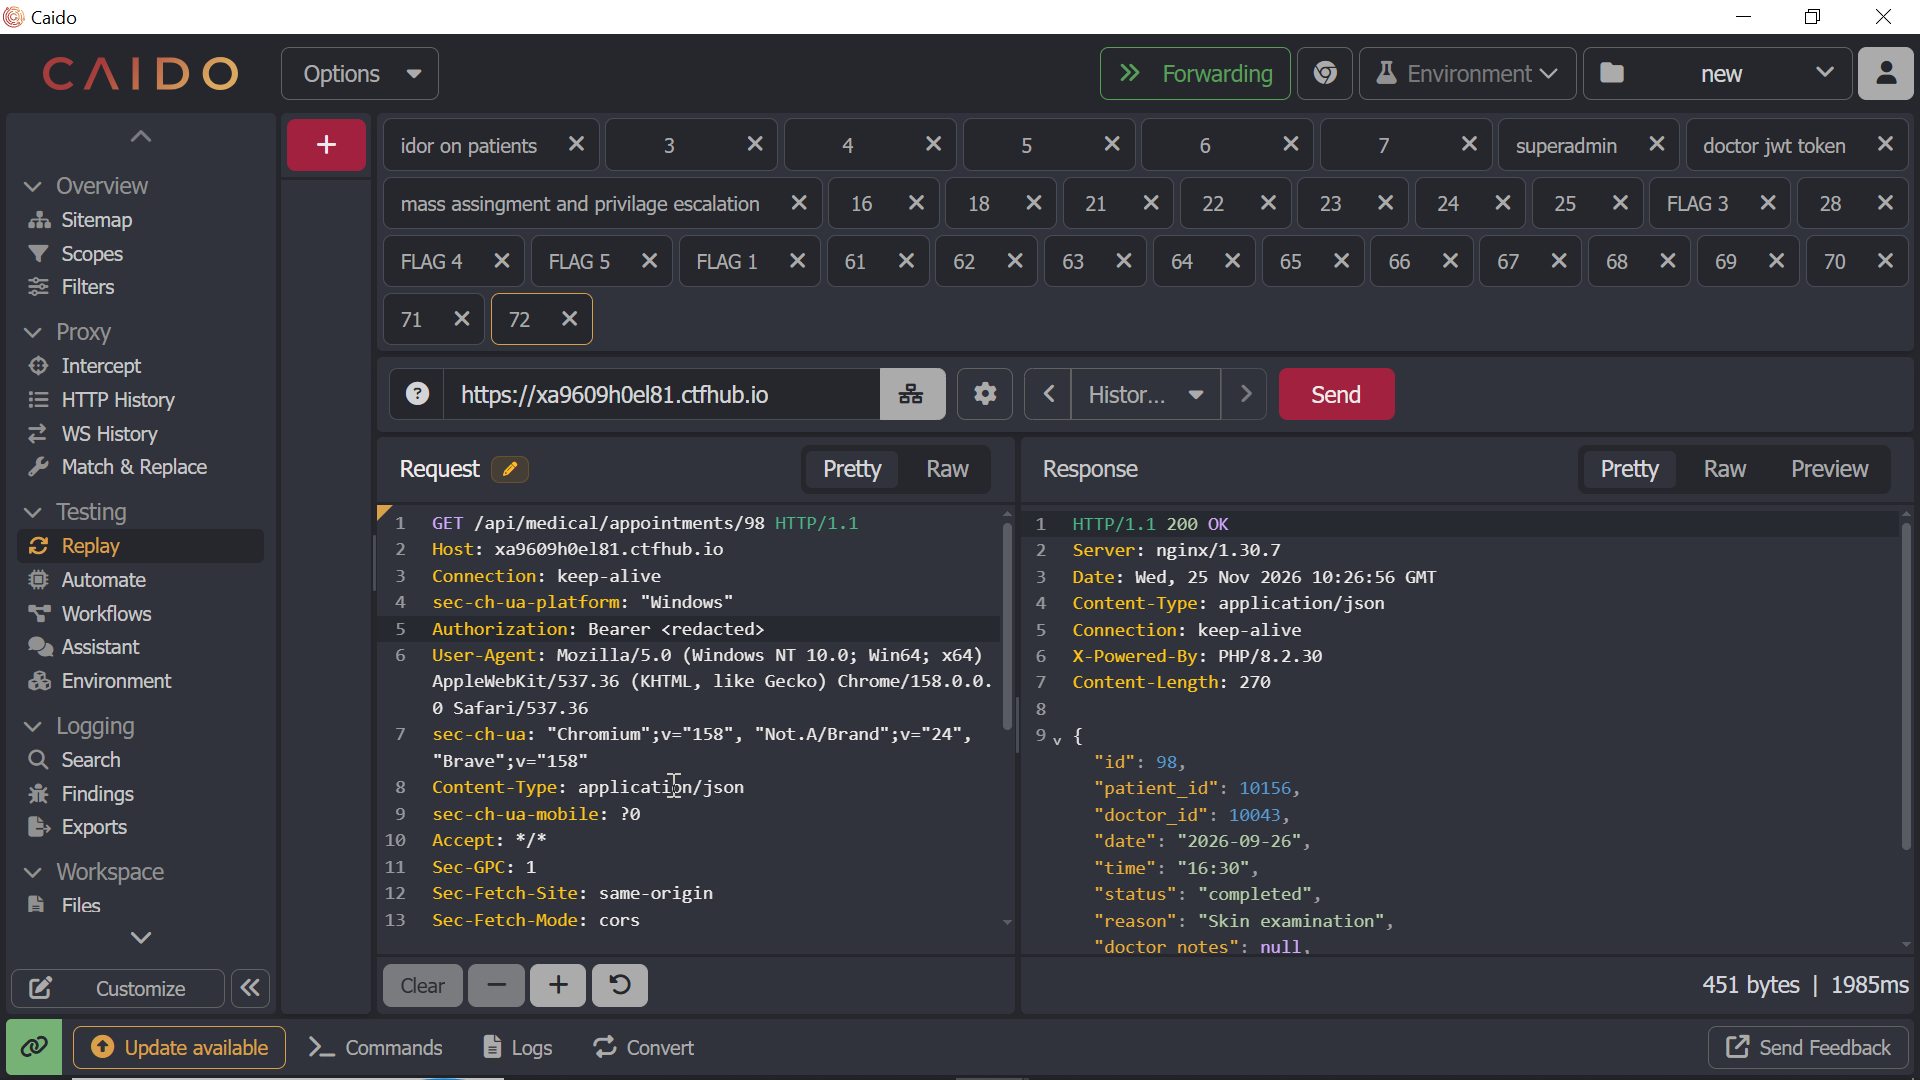 Caido
CAIDO
Options
Forwarding
Environment
new
idor on patients
3
4
5
6
7
superadmin
doctor jwt token
mass assingment and privilage escalation
16
18
21
22
23
24
25
FLAG 3
28
FLAG 4
FLAG 5
FLAG 1
61
62
63
64
65
66
67
68
69
70
71
72
Overview
Sitemap
Scopes
Filters
Proxy
Intercept
HTTP History
WS History
Match & Replace
Testing
Replay
Automate
Workflows
Assistant
Environment
Logging
Search
Findings
Exports
Workspace
Files
Customize
https://xa9609h0el81.ctfhub.io
Histor...
Send
Request
Pretty
Raw
1 GET /api/medical/appointments/98 HTTP/1.1
2 Host: xa9609h0el81.ctfhub.io
3 Connection: keep-alive
4 sec-ch-ua-platform: "Windows"
5 Authorization: Bearer <redacted>
6 User-Agent: Mozilla/5.0 (Windows NT 10.0; Win64; x64)
AppleWebKit/537.36 (KHTML, like Gecko) Chrome/158.0.0.
0 Safari/537.36
7 sec-ch-ua: "Chromium";v="158", "Not.A/Brand";v="24",
"Brave";v="158"
8 Content-Type: application/json
9 sec-ch-ua-mobile: ?0
10 Accept: */*
11 Sec-GPC: 1
12 Sec-Fetch-Site: same-origin
13 Sec-Fetch-Mode: cors
Clear
Response
Pretty
Raw
Preview
1 HTTP/1.1 200 OK
2 Server: nginx/1.30.7
3 Date: Wed, 25 Nov 2026 10:26:56 GMT
4 Content-Type: application/json
5 Connection: keep-alive
6 X-Powered-By: PHP/8.2.30
7 Content-Length: 270
8
9 {
"id": 98,
"patient_id": 10156,
"doctor_id": 10043,
"date": "2026-09-26",
"time": "16:30",
"status": "completed",
"reason": "Skin examination",
"doctor_notes": null,
451 bytes | 1985ms
Update available
Commands
Logs
Convert
Send Feedback